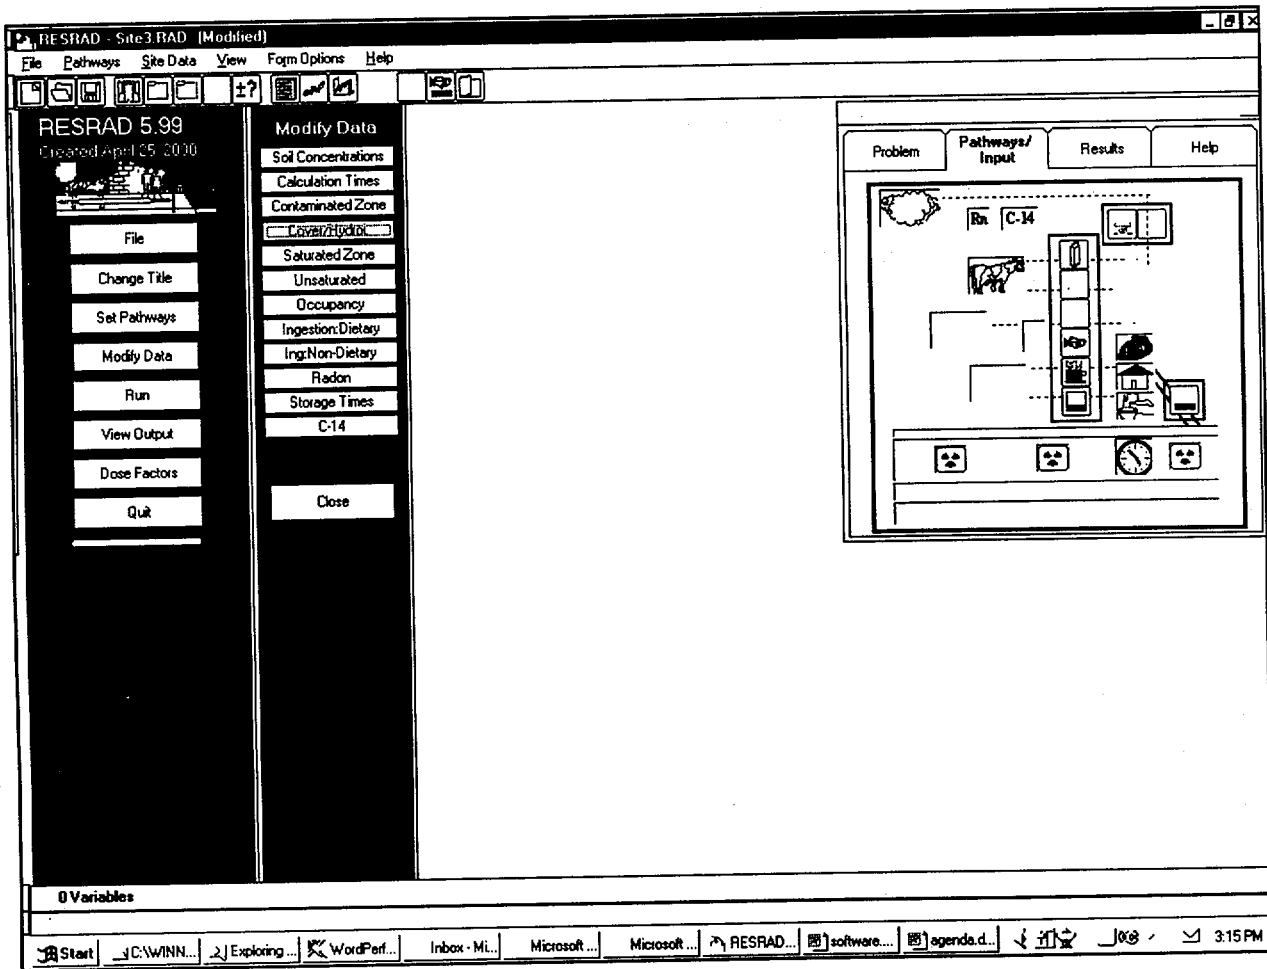 RESRAD - Site3.RAD (Modified)
File Pathways Site Data View Form Options Help
±?
RESRAD 5.99
Created April 25, 2000
File
Change Title
Set Pathways
Modify Data
Run
View Output
Dose Factors
Quit
Modify Data
Soil Concentrations
Calculation Times
Contaminated Zone
Cover/Hydrol.
Saturated Zone
Unsaturated
Occupancy
Ingestion:Dietary
Ing:Non-Dietary
Radon
Storage Times
C-14
Close
Problem
Pathways/
Input
Results
Help
Rn C-14
0 Variables
Start C:\WINN... Exploring ... WordPerf... Inbox - Mi... Microsoft ... Microsoft ... RESRAD... software.... agenda.d... 3:15 PM